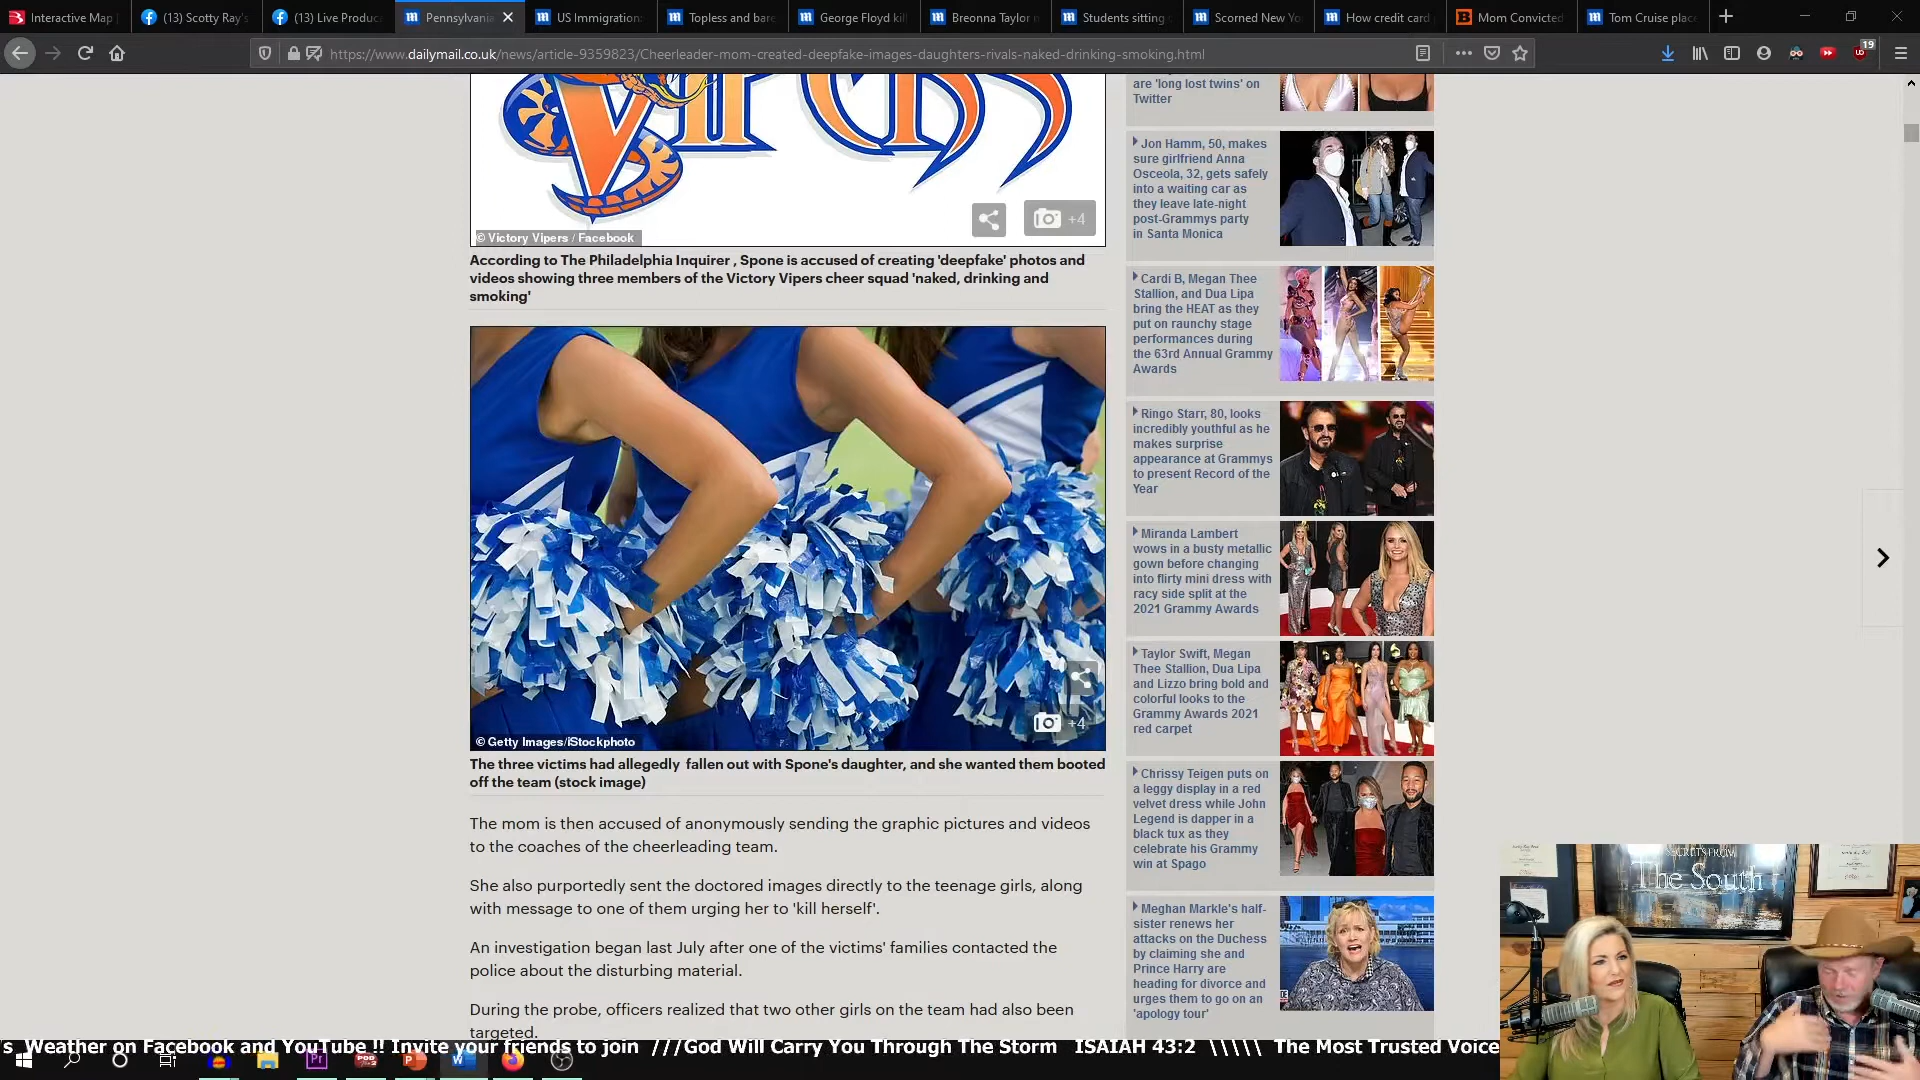 Interactive Map
(13) Scotty Ray's
(13) Live Produc
Pennsylvania
US Immigration
Topless and bare
George Floyd kil
Breonna Taylor
Students sitting
Scorned New Yo
How credit card
Mom Convicted
Tom Cruise plac
https://www.dailymail.co.uk/news/article-9359823/Cheerleader-mom-created-deepfake-images-daughters-rivals-naked-drinking-smoking.html
19
VIPERS
+4
© Victory Vipers / Facebook
According to The Philadelphia Inquirer , Spone is accused of creating 'deepfake' photos and
videos showing three members of the Victory Vipers cheer squad 'naked, drinking and
smoking'
+4
© Getty Images/iStockphoto
The three victims had allegedly fallen out with Spone's daughter, and she wanted them booted
off the team (stock image)
The mom is then accused of anonymously sending the graphic pictures and videos
to the coaches of the cheerleading team.
She also purportedly sent the doctored images directly to the teenage girls, along
with message to one of them urging her to 'kill herself'.
An investigation began last July after one of the victims' families contacted the
police about the disturbing material.
During the probe, officers realized that two other girls on the team had also been
targeted.
are 'long lost twins' on
Twitter
Jon Hamm, 50, makes
sure girlfriend Anna
Osceola, 32, gets safely
into a waiting car as
they leave late-night
post-Grammys party
in Santa Monica
Cardi B, Megan Thee
Stallion, and Dua Lipa
bring the HEAT as they
put on raunchy stage
performances during
the 63rd Annual Grammy
Awards
Ringo Starr, 80, looks
incredibly youthful as he
makes surprise
appearance at Grammys
to present Record of the
Year
Miranda Lambert
wows in a busty metallic
gown before changing
into flirty mini dress with
racy side split at the
2021 Grammy Awards
Taylor Swift, Megan
Thee Stallion, Dua Lipa
and Lizzo bring bold and
colorful looks to the
Grammy Awards 2021
red carpet
Chrissy Teigen puts on
a leggy display in a red
velvet dress while John
Legend is dapper in a
black tux as they
celebrate his Grammy
win at Spago
Meghan Markle's half-
sister renews her
attacks on the Duchess
by claiming she and
Prince Harry are
heading for divorce and
urges them to go on an
'apology tour'
SECRETS FROM
The South
's Weather on Facebook and YouTube !! Invite your friends to join ///God Will Carry You Through The Storm ISAIAH 43:2 \\\\\ The Most Trusted Voice